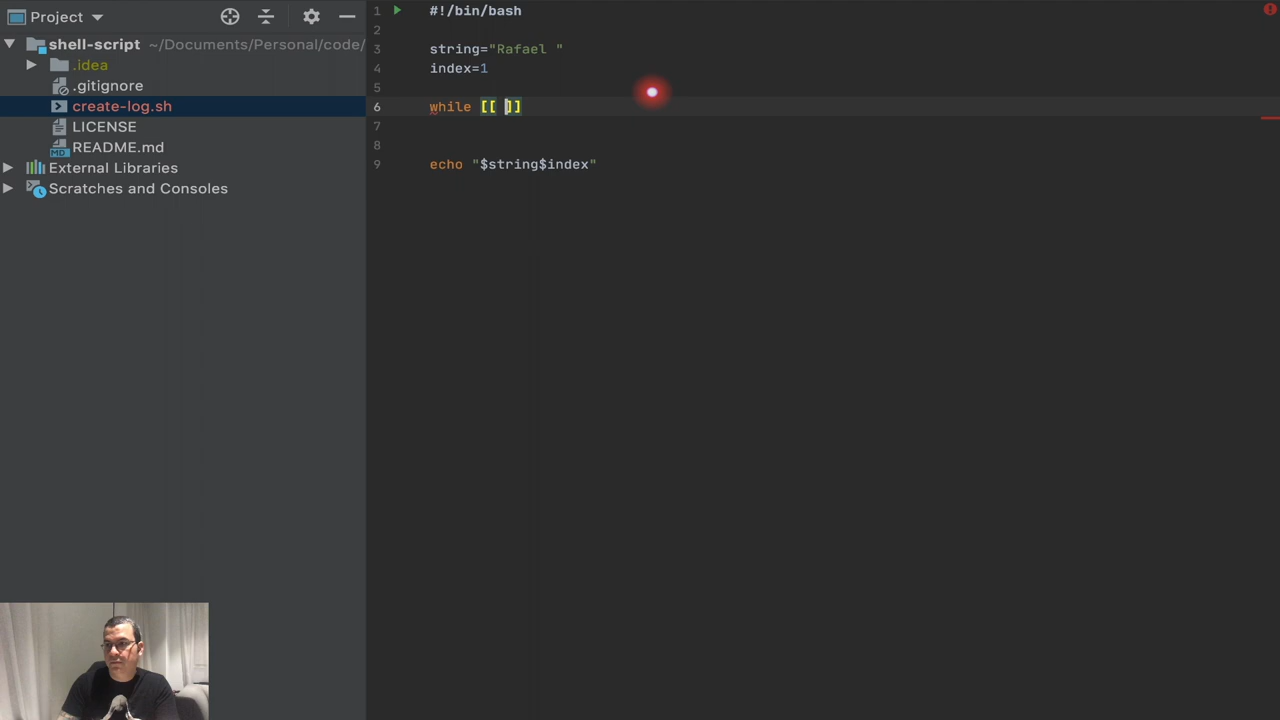 Project
shell-script ~/Documents/Personal/code/
.idea
.gitignore
create-log.sh
LICENSE
MD README.md
External Libraries
Scratches and Consoles
1 #!/bin/bash
2
3 string="Rafael "
4 index=1
5
6 while [[ ]]
7
8
9 echo "$string$index"